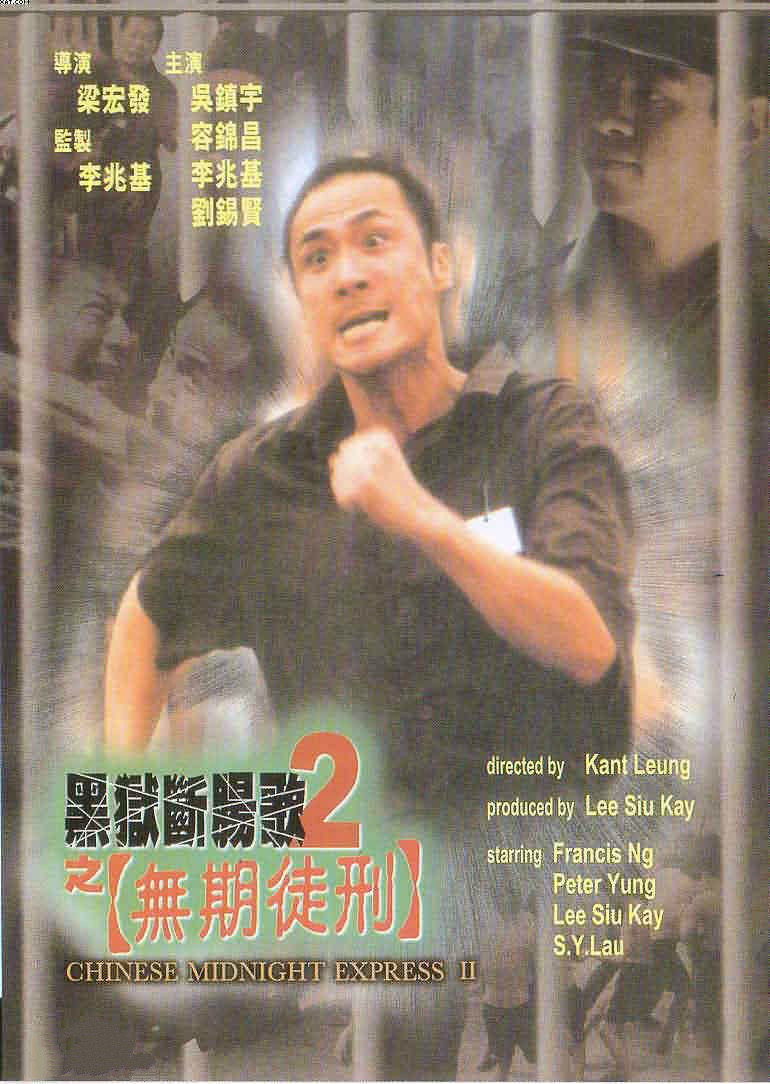 導演
梁宏發
監製
李兆基
主演
吳鎮宇
容錦昌
李兆基
劉錫賢
黑獄斷腸歌2
之【無期徒刑】
CHINESE MIDNIGHT EXPRESS II
directed by Kant Leung
produced by Lee Siu Kay
starring Francis Ng
Peter Yung
Lee Siu Kay
S.Y.Lau